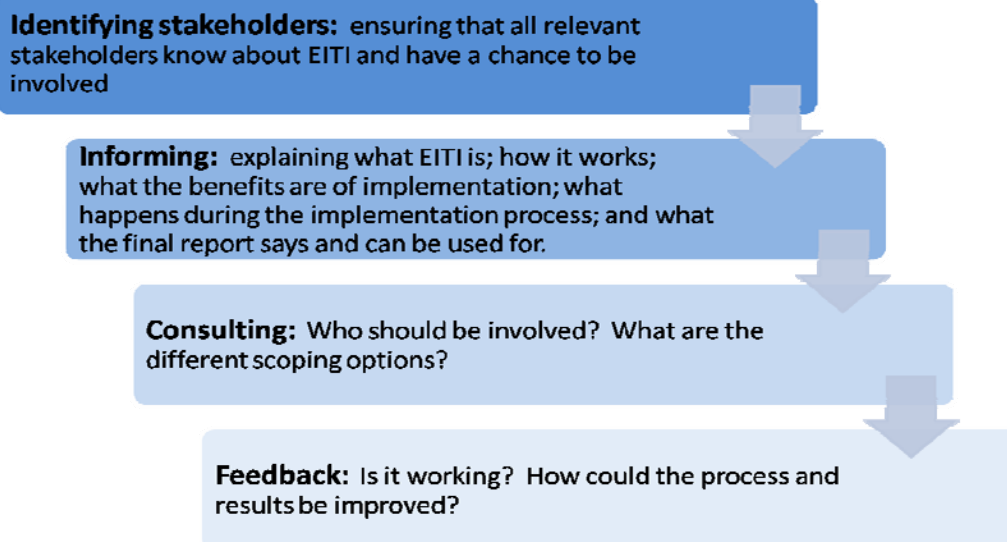 Identifying stakeholders: ensuring that all relevant
stakeholders know about EITI and have a chance to be
involved
Informing: explaining what EITI is; how it works;
what the benefits are of implementation; what
happens during the implementation process; and what
the final report says and can be used for.
Consulting: Who should be involved? What are the
different scoping options?
Feedback: Is it working? How could the process and
results be improved?